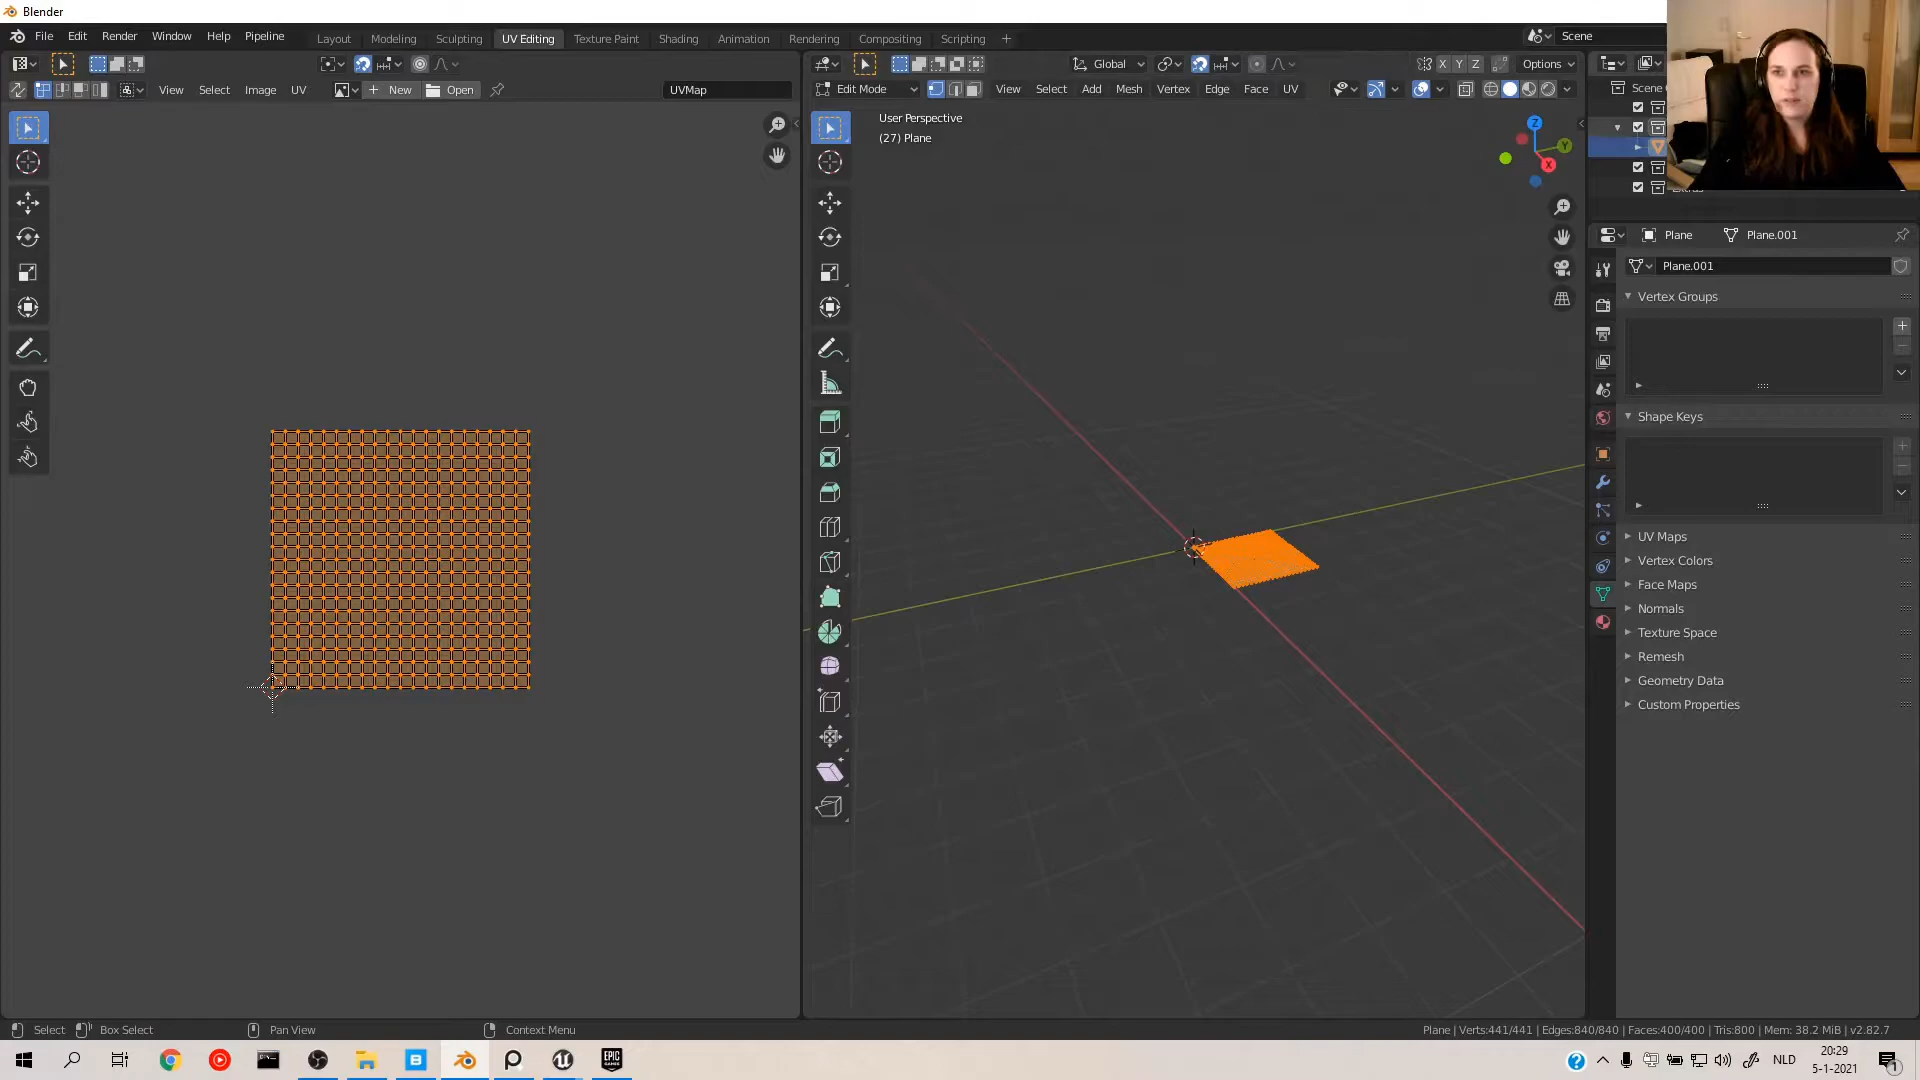 Blender
File Edit Render Window Help Pipeline
Layout Modeling Sculpting UV Editing Texture Paint Shading Animation Rendering Compositing Scripting +
Scene
Global
X Y Z
Options
View Select Image UV
New
Open
UVMap
Edit Mode
View Select Add Mesh Vertex Edge Face UV
Scene
User Perspective
(27) Plane
Z
Y
X
Plane
Plane.001
Plane.001
Vertex Groups
Shape Keys
UV Maps
Vertex Colors
Face Maps
Normals
Texture Space
Remesh
Geometry Data
Custom Properties
Select
Box Select
Pan View
Context Menu
Plane | Verts:441/441 | Edges:840/840 | Faces:400/400 | Tris:800 | Mem: 38.2 MiB | v2.82.7
EPIC
GAMES
NLD
20:29
5-1-2021
1